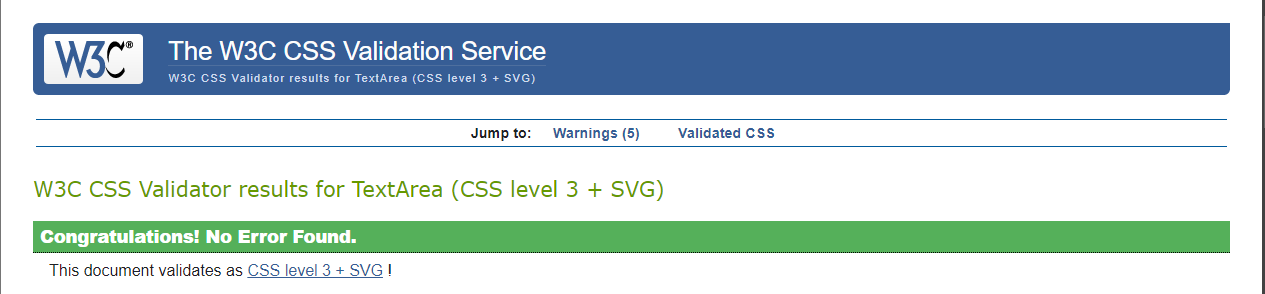 W3C®
The W3C CSS Validation Service
W3C CSS Validator results for TextArea (CSS level 3 + SVG)
Jump to: Warnings (5) Validated CSS
W3C CSS Validator results for TextArea (CSS level 3 + SVG)
Congratulations! No Error Found.
This document validates as CSS level 3 + SVG !